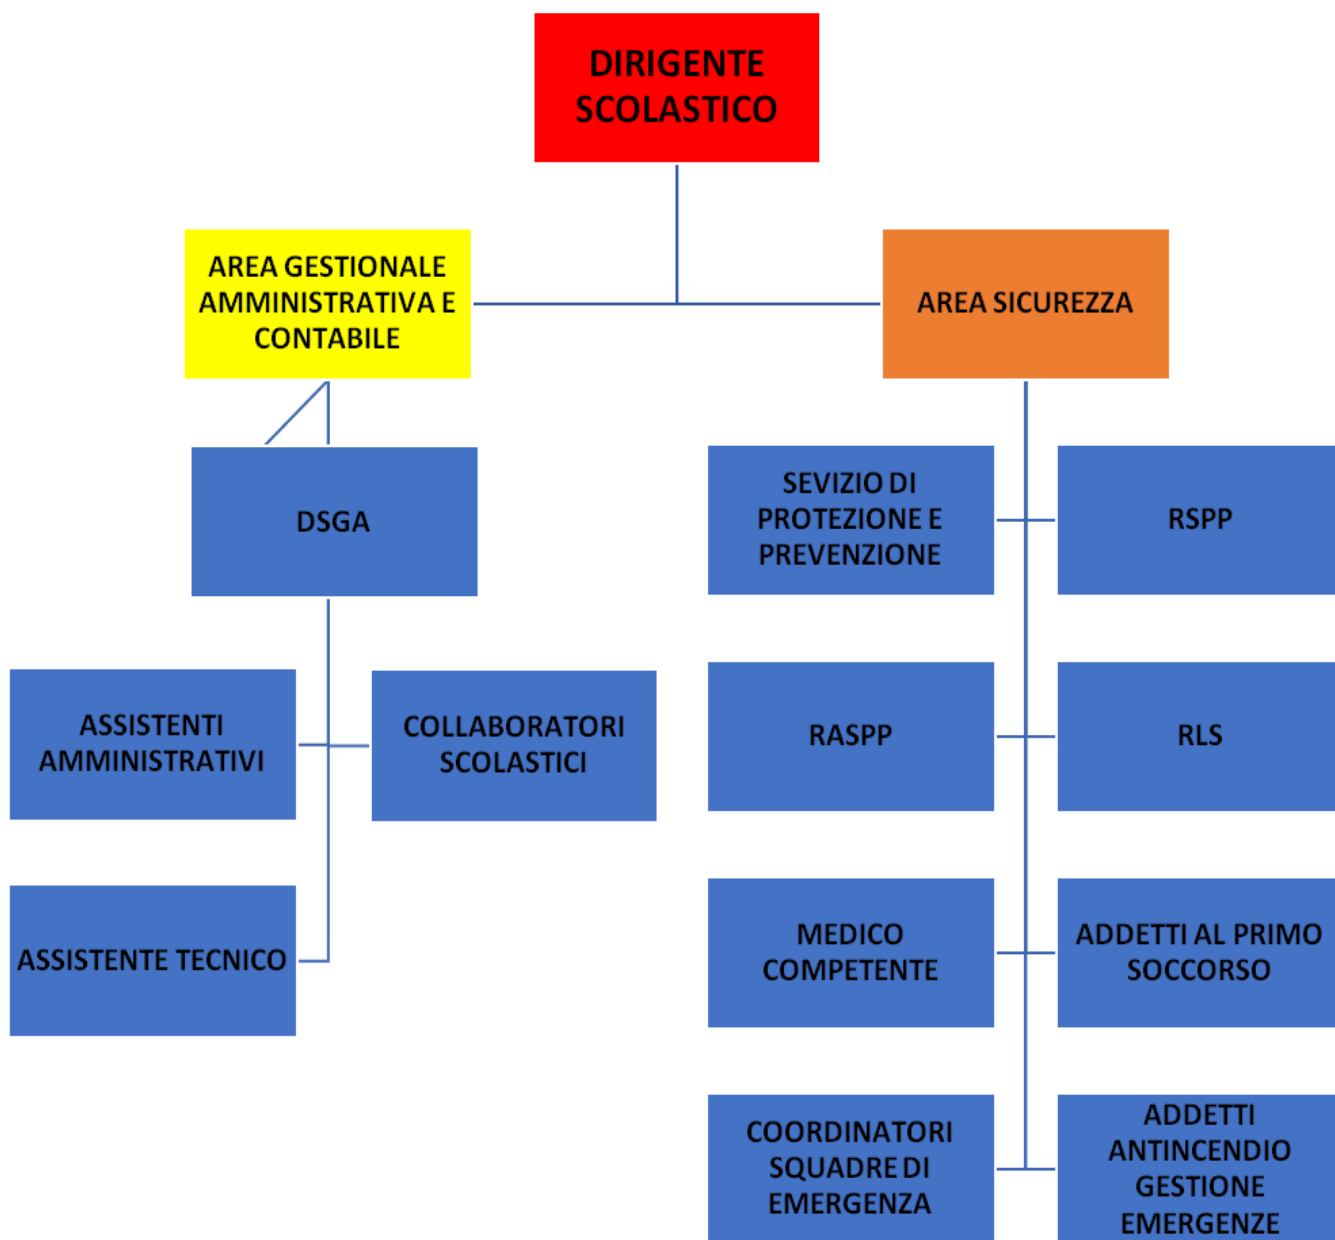 DIRIGENTE
SCOLASTICO
AREA GESTIONALE
AMMINISTRATIVA E
CONTABILE
AREA SICUREZZA
DSGA
SEVIZIO DI
PROTEZIONE E
PREVENZIONE
RSPP
ASSISTENTI
AMMINISTRATIVI
COLLABORATORI
SCOLASTICI
RASPP
RLS
ASSISTENTE TECNICO
MEDICO
COMPETENTE
ADDETTI AL PRIMO
SOCCORSO
COORDINATORI
SQUADRE DI
EMERGENZA
ADDETTI
ANTINCENDIO
GESTIONE
EMERGENZE